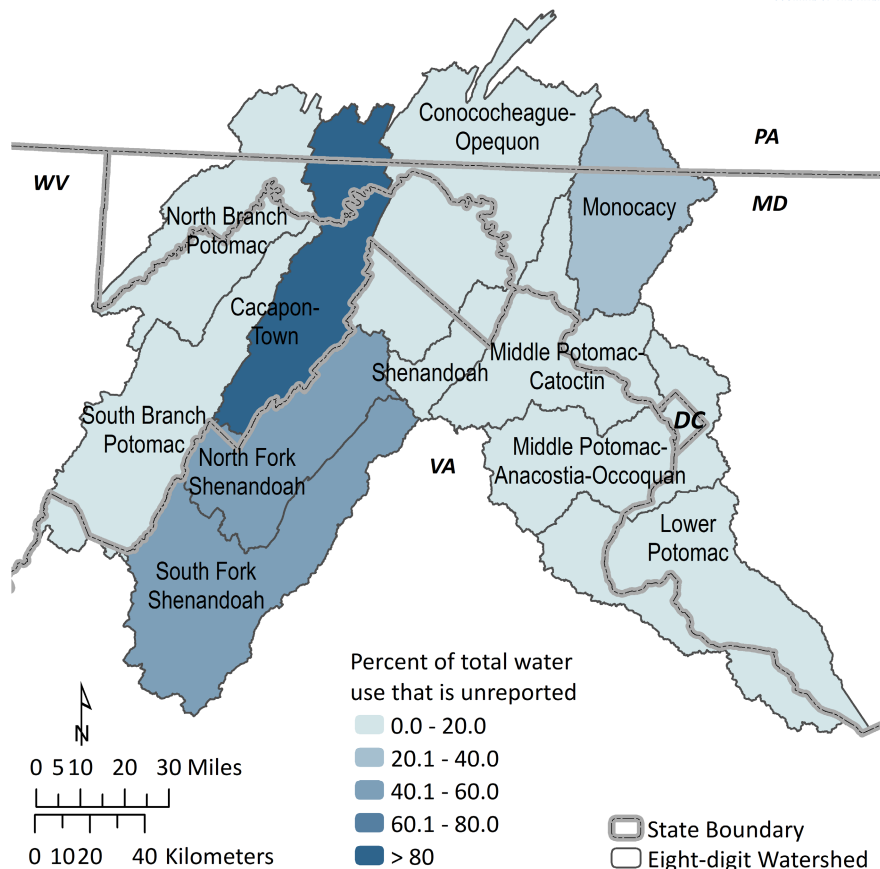 Conococheague-
Opequon
PA
WV
Monocacy
MD
North Branch
Potomac
Cacapon-
Town
Middle Potomac-
Catoctin
Shenandoah
South Branch
Potomac
DC
Middle Potomac-
Anacostia-Occoquan
VA
North Fork
Shenandoah
Lower
Potomac
South Fork
Shenandoah
Percent of total water
use that is unreported
0.0 - 20.0
20.1 - 40.0
40.1 - 60.0
60.1 - 80.0
> 80
N
0 5 10 20 30 Miles
0 10 20 40 Kilometers
State Boundary
Eight-digit Watershed